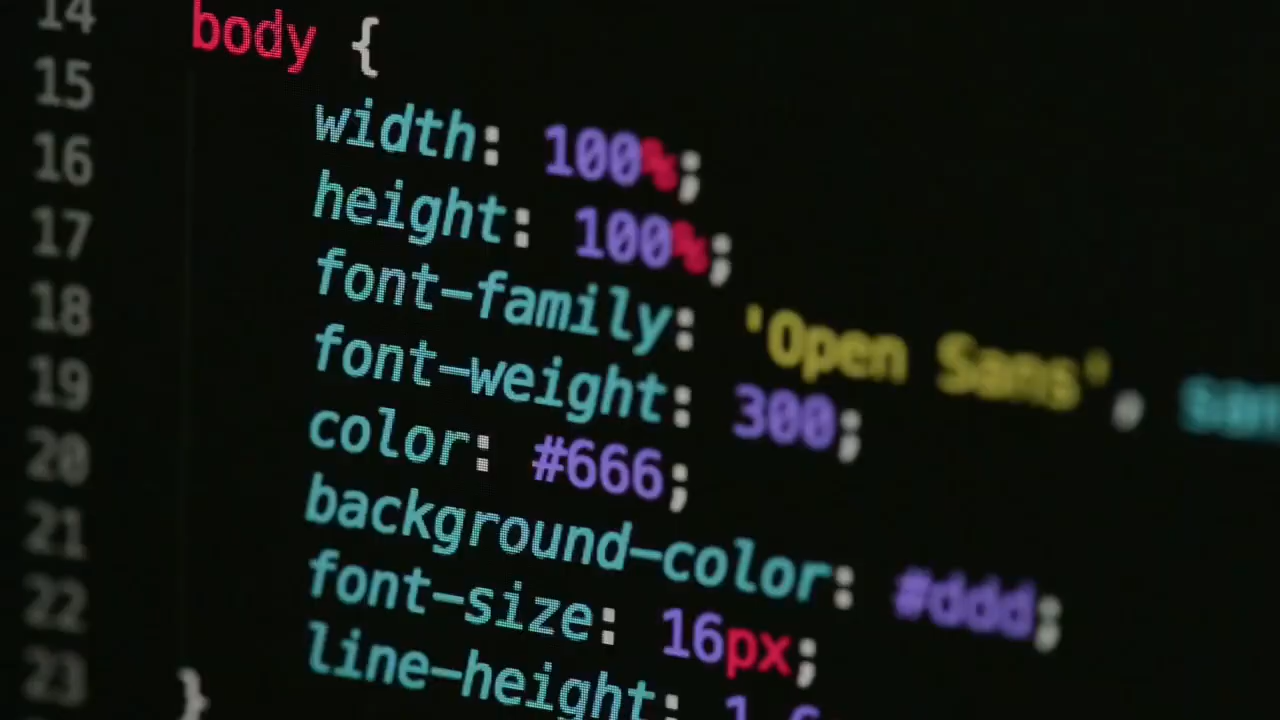 14 body {
15 width: 100%;
16 height: 100%;
17 font-family: 'Open Sans', san
18 font-weight: 300;
19 color: #666;
20 background-color: #ddd;
21 font-size: 16px;
22 line-height:
23 }